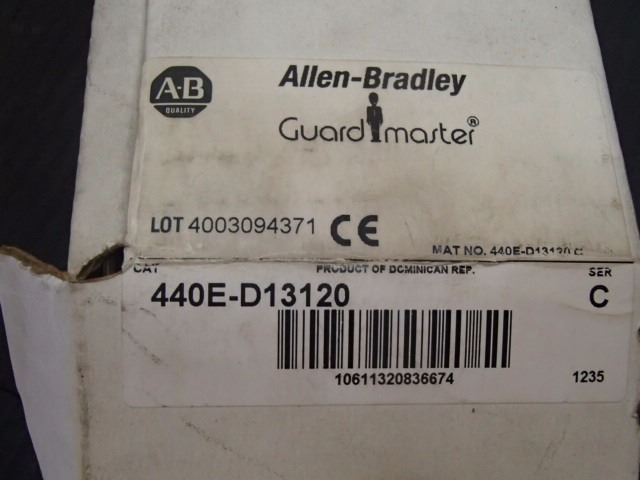 A-B
QUALITY
Allen-Bradley
Guardmaster®
LOT 4003094371 CE
MAT NO. 440E-D13120 C
CAT PRODUCT OF DOMINICAN REP. SER
440E-D13120 C
10611320836674 1235